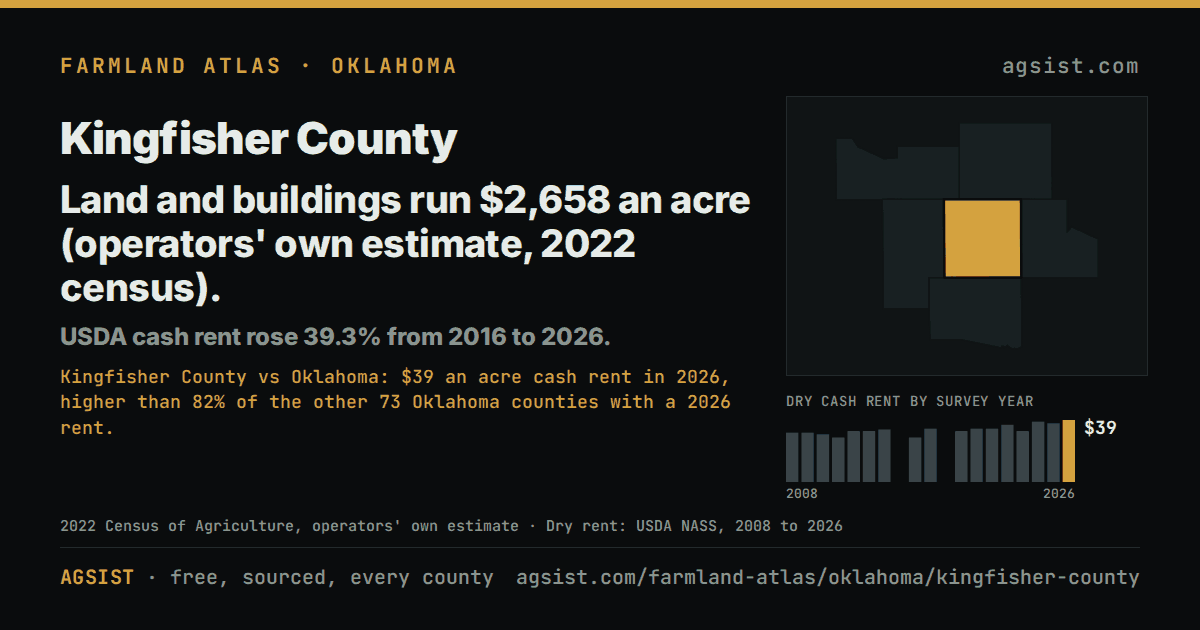 FARMLAND ATLAS · OKLAHOMA
agsist.com
Kingfisher County
Land and buildings run $2,658 an acre
(operators' own estimate, 2022
census).
USDA cash rent rose 39.3% from 2016 to 2026.
Kingfisher County vs Oklahoma: $39 an acre cash rent in 2026,
higher than 82% of the other 73 Oklahoma counties with a 2026
rent.
DRY CASH RENT BY SURVEY YEAR
$39
2008
2026
2022 Census of Agriculture, operators' own estimate · Dry rent: USDA NASS, 2008 to 2026
AGSIST · free, sourced, every county
agsist.com/farmland-atlas/oklahoma/kingfisher-county